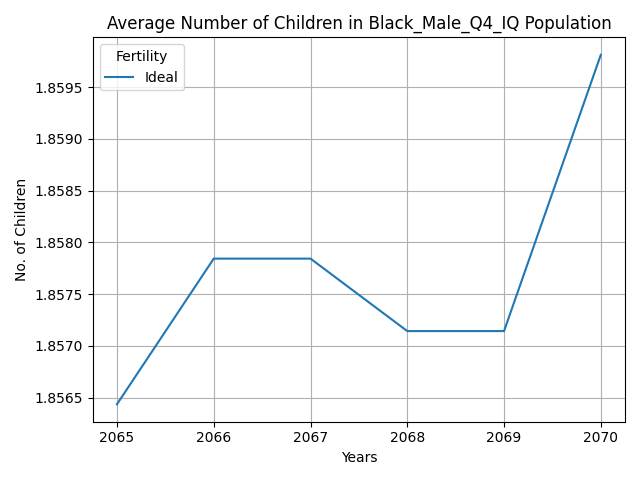 Average Number of Children in Black_Male_Q4_IQ Population
Fertility
Ideal
1.8595
1.8590
1.8585
1.8580
1.8575
1.8570
1.8565
No. of Children
2065 2066 2067 2068 2069 2070
Years